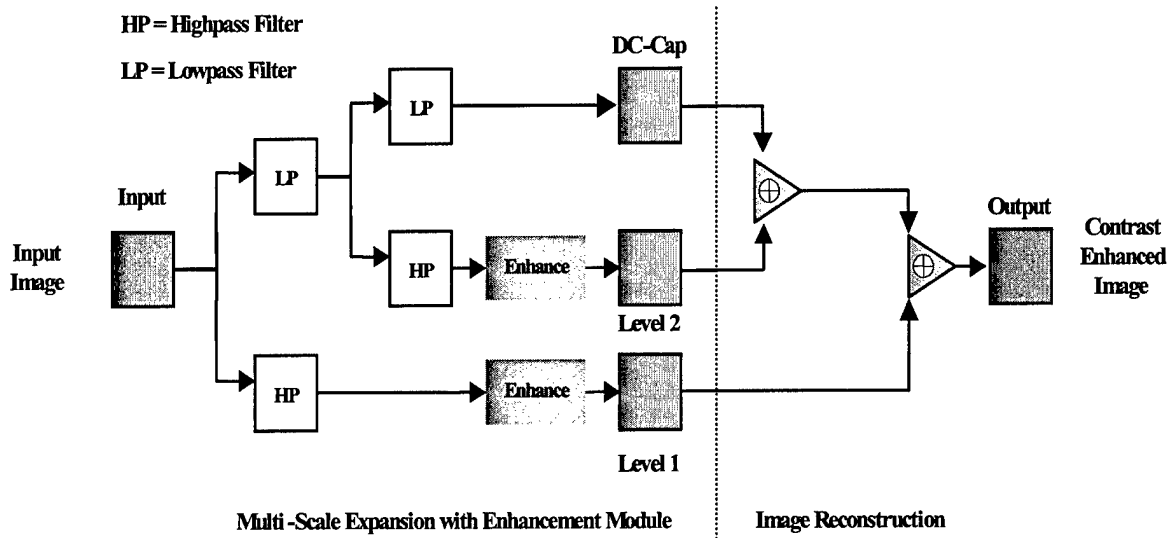 HP = Highpass Filter
LP = Lowpass Filter
DC-Cap
LP
Input
LP
Input
Image
HP
Enhance
Level 2
Output
Contrast
Enhanced
Image
HP
Enhance
Level 1
Multi -Scale Expansion with Enhancement Module
Image Reconstruction